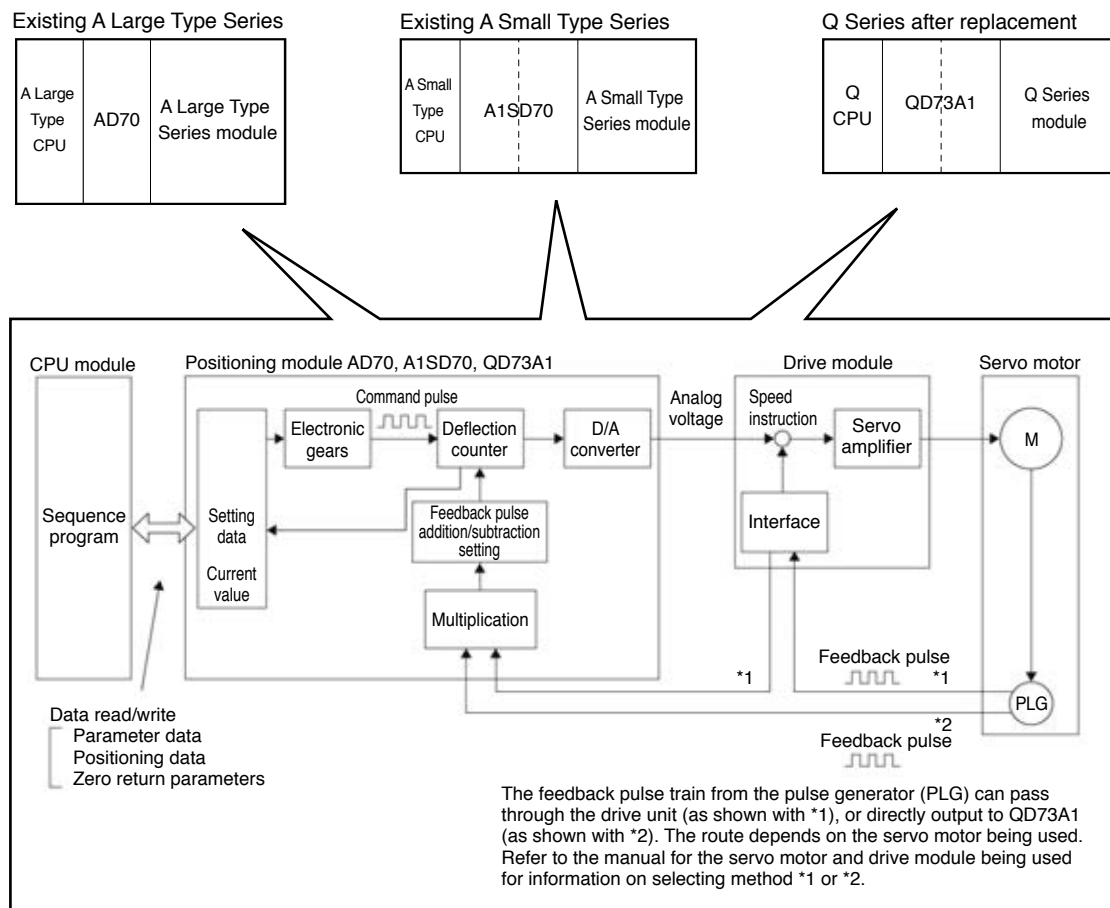 Existing A Large Type Series
A Large
Type
CPU
AD70
A Large Type
Series module
Existing A Small Type Series
A Small
Type
CPU
A1SD70
A Small Type
Series module
Q Series after replacement
Q
CPU
QD73A1
Q Series
module
CPU module
Sequence
program
Positioning module AD70, A1SD70, QD73A1
Setting
data
Current
value
Electronic
gears
Command pulse
Deflection
counter
D/A
converter
Feedback pulse
addition/subtraction
setting
Multiplication
Analog
voltage
Drive module
Speed
instruction
Servo
amplifier
Interface
Servo motor
M
PLG
*1
Feedback pulse
*1
*2
Feedback pulse
Data read/write
Parameter data
Positioning data
Zero return parameters
The feedback pulse train from the pulse generator (PLG) can pass
through the drive unit (as shown with *1), or directly output to QD73A1
(as shown with *2). The route depends on the servo motor being used.
Refer to the manual for the servo motor and drive module being used
for information on selecting method *1 or *2.